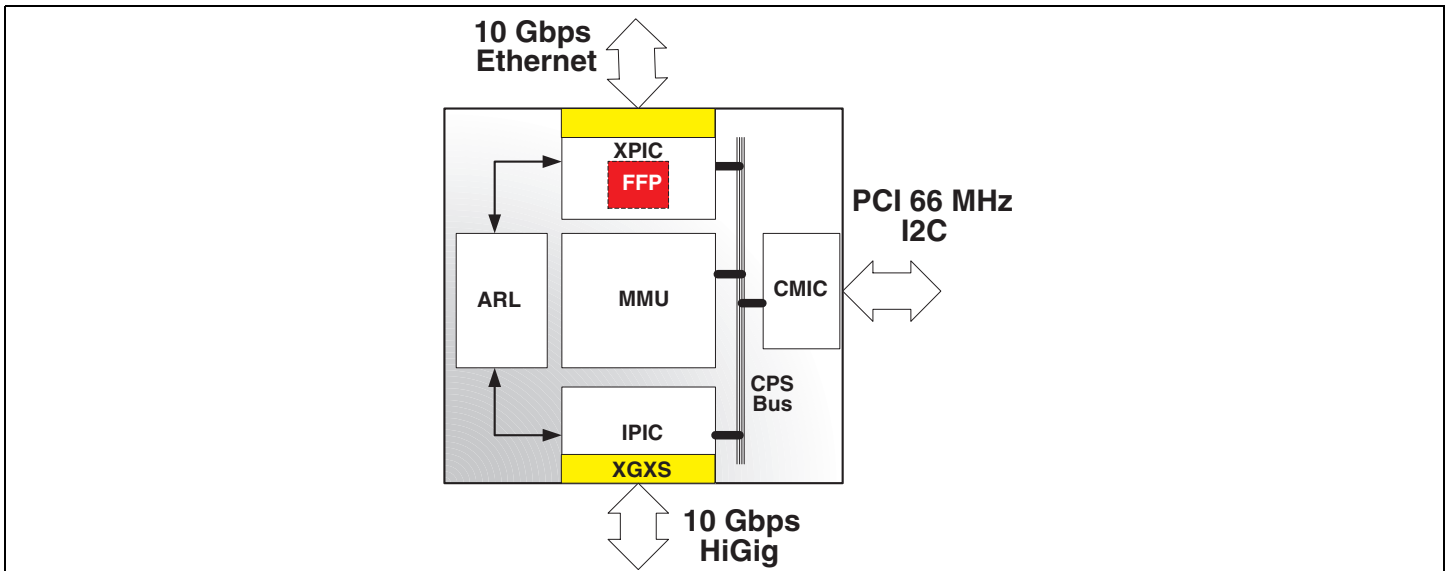 10 Gbps
Ethernet
XPIC
FFP
PCI 66 MHz
I2C
ARL
MMU
CMIC
CPS
Bus
IPIC
XGXS
10 Gbps
HiGig